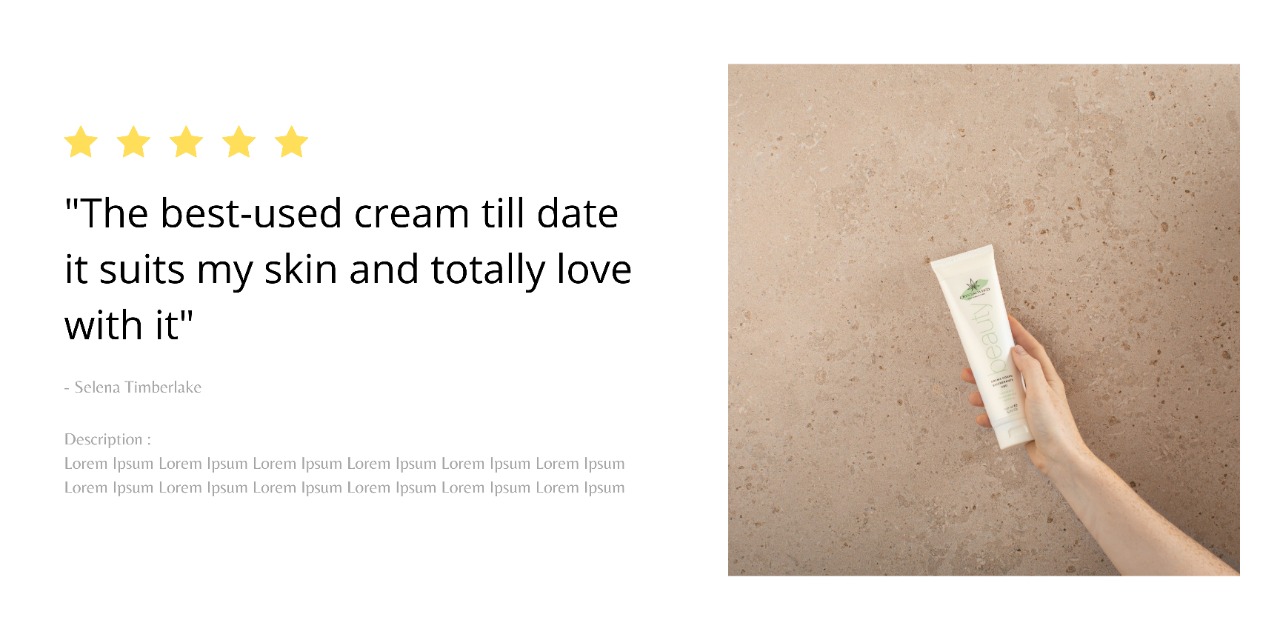 "The best-used cream till date
it suits my skin and totally love
with it"
- Selena Timberlake
Description :
Lorem Ipsum Lorem Ipsum Lorem Ipsum Lorem Ipsum Lorem Ipsum Lorem Ipsum
Lorem Ipsum Lorem Ipsum Lorem Ipsum Lorem Ipsum Lorem Ipsum Lorem Ipsum
beauty